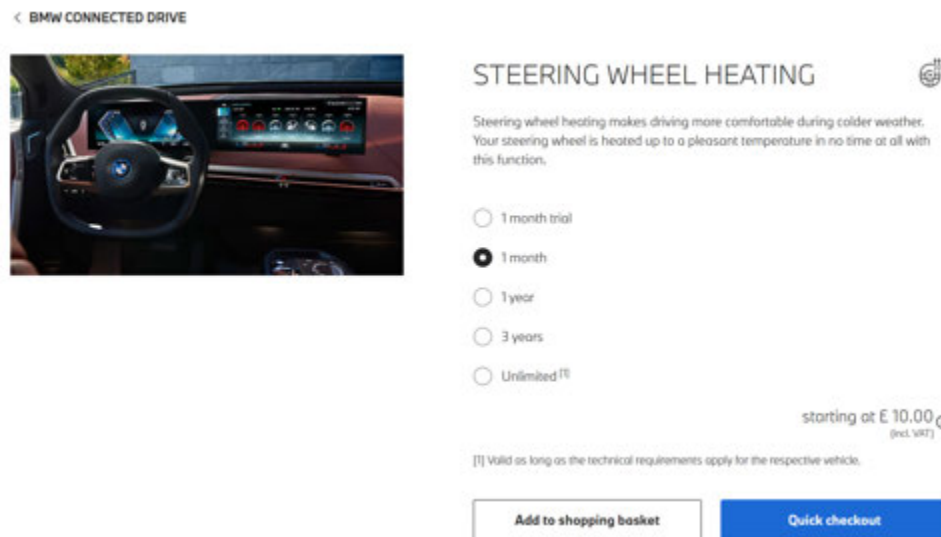 < BMW CONNECTED DRIVE
STEERING WHEEL HEATING
Steering wheel heating makes driving more comfortable during colder weather.
Your steering wheel is heated up to a pleasant temperature in no time at all with
this function.
1 month trial
1 month
1 year
3 years
Unlimited [1]
starting at £ 10.00
(incl. VAT)
[1] Valid as long as the technical requirements apply for the respective vehicle.
Add to shopping basket
Quick checkout